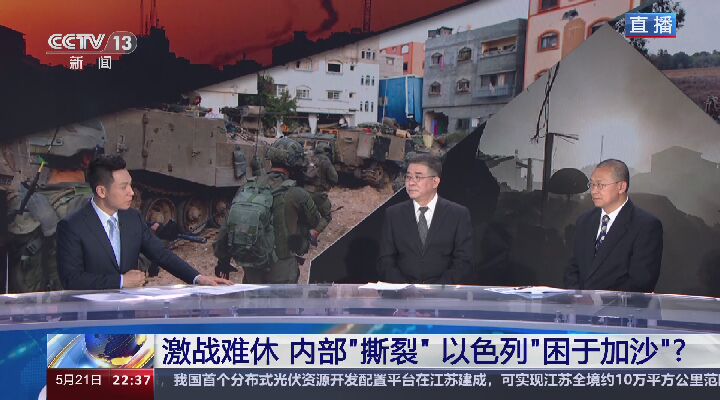 CCTV 13
新闻
直播
激战难休 内部"撕裂" 以色列"困于加沙"?
5月21日 22:37 我国首个分布式光伏资源开发配置平台在江苏建成，可实现江苏全境约10万平方公里范